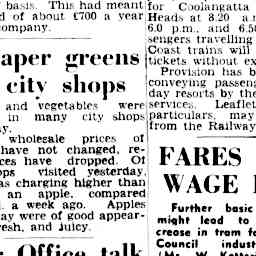 basis. This had meant
d of about £700 a year
company.
aper greens
city shops
and vegetables were
in many city shops
y.
wholesale prices of
have not changed, re-
ces have dropped. Of
ops visited yesterday,
as charging higher than
an apple, compared
a week ago. Apples
ay were of good appear-
resh, and juicy.
Office talk
for Coolangatta
Heads at 8.20 a.m
6.0 p.m., and 6.50
sengers travelling
Coast trains will
tickets without ex
Provision has b
conveying passeng
day resorts by the
services. Leaflet
particulars, may
from the Railway
FARES
WAGE
Further basic
might lead to
crease in tram fa
Council indust
(Mr. W.